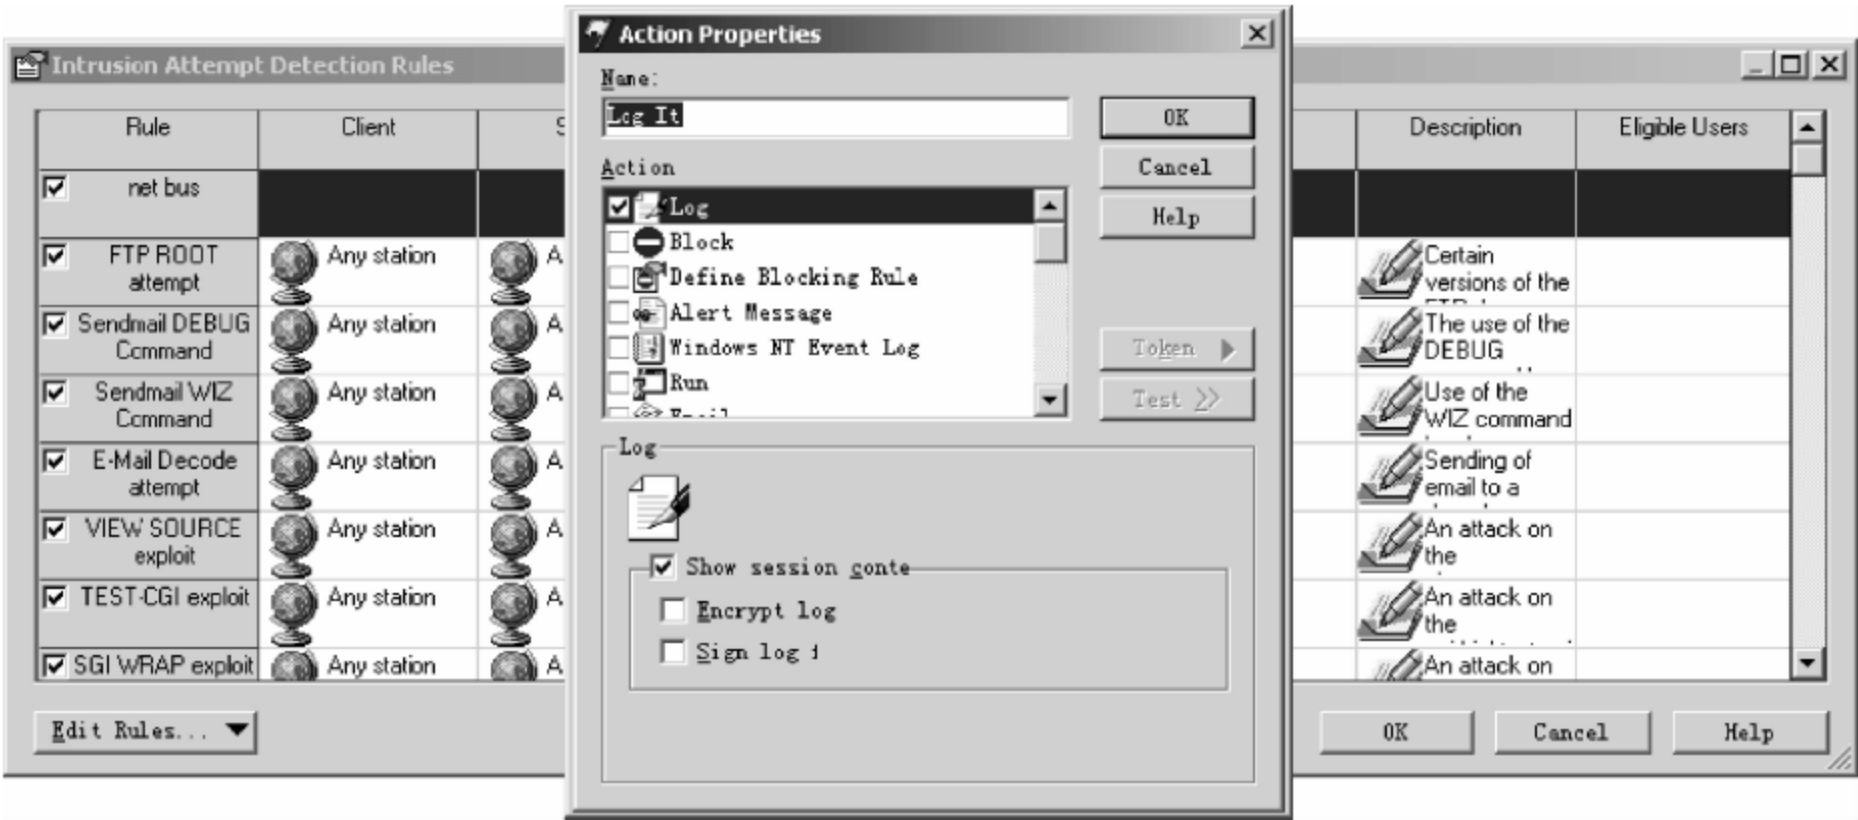 Action Properties
Intrusion Attempt Detection Rules
Name:
Log It
OK
Cancel
Help
Action
Log
Block
Define Blocking Rule
Alert Message
Windows NT Event Log
Run
Email
Token
Test >>
Log
Show session conte
Encrypt log
Sign log f
Rule
Client
S
Description
Eligible Users
net bus
FTP ROOT
attempt
Any station
A
Certain
versions of the
Sendmail DEBUG
Command
Any station
A
The use of the
DEBUG
Sendmail WIZ
Command
Any station
A
Use of the
WIZ command
E-Mail Decode
attempt
Any station
A
Sending of
email to a
VIEW SOURCE
exploit
Any station
A
An attack on
the
TEST-CGI exploit
Any station
A
An attack on
the
SGI WRAP exploit
Any station
A
An attack on
Edit Rules...
OK
Cancel
Help